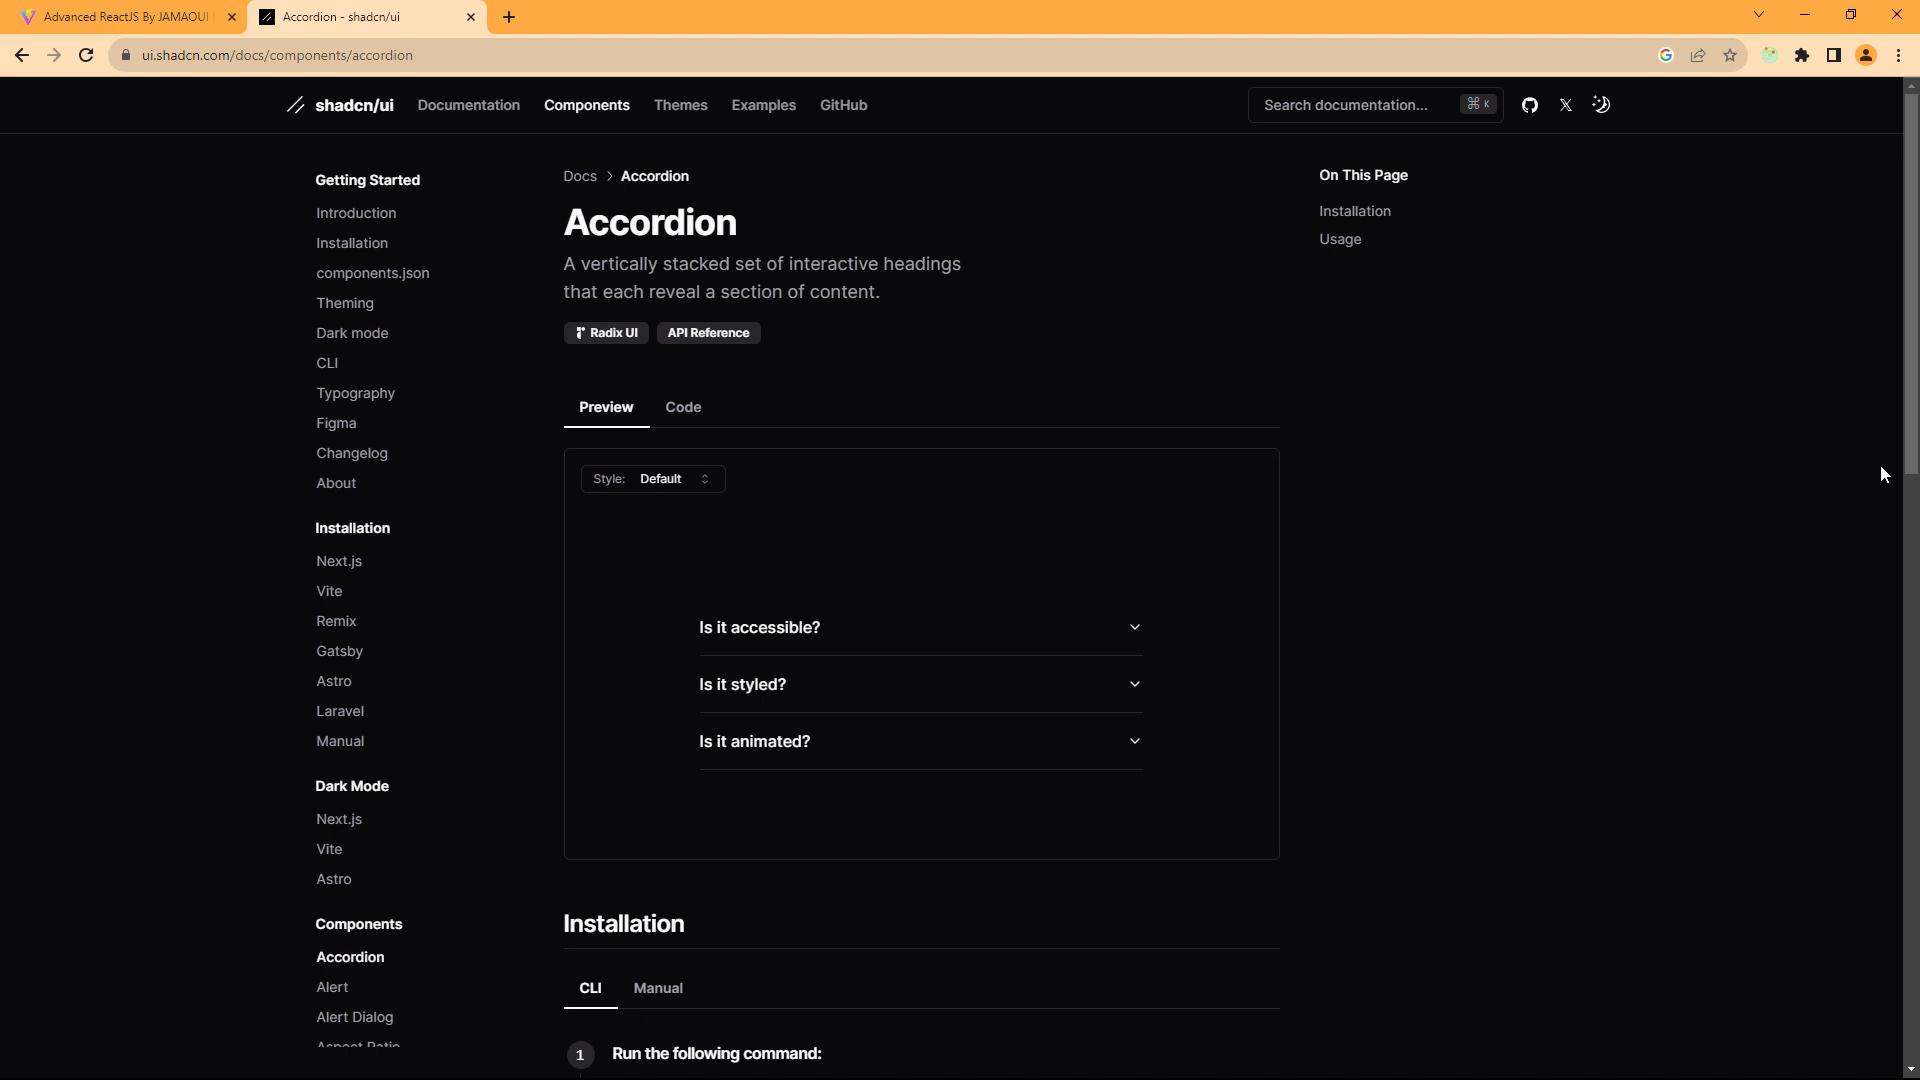 Advanced ReactJS By JAMAOUI
Accordion - shadcn/ui
ui.shadcn.com/docs/components/accordion
shadcn/ui
Documentation
Components
Themes
Examples
GitHub
Search documentation...
⌘ K
Getting Started
Introduction
Installation
components.json
Theming
Dark mode
CLI
Typography
Figma
Changelog
About
Installation
Next.js
Vite
Remix
Gatsby
Astro
Laravel
Manual
Dark Mode
Next.js
Vite
Astro
Components
Accordion
Alert
Alert Dialog
Aspect Ratio
Docs > Accordion
Accordion
A vertically stacked set of interactive headings
that each reveal a section of content.
Radix UI
API Reference
Preview
Code
Style: Default
Is it accessible?
Is it styled?
Is it animated?
Installation
CLI
Manual
1 Run the following command:
On This Page
Installation
Usage